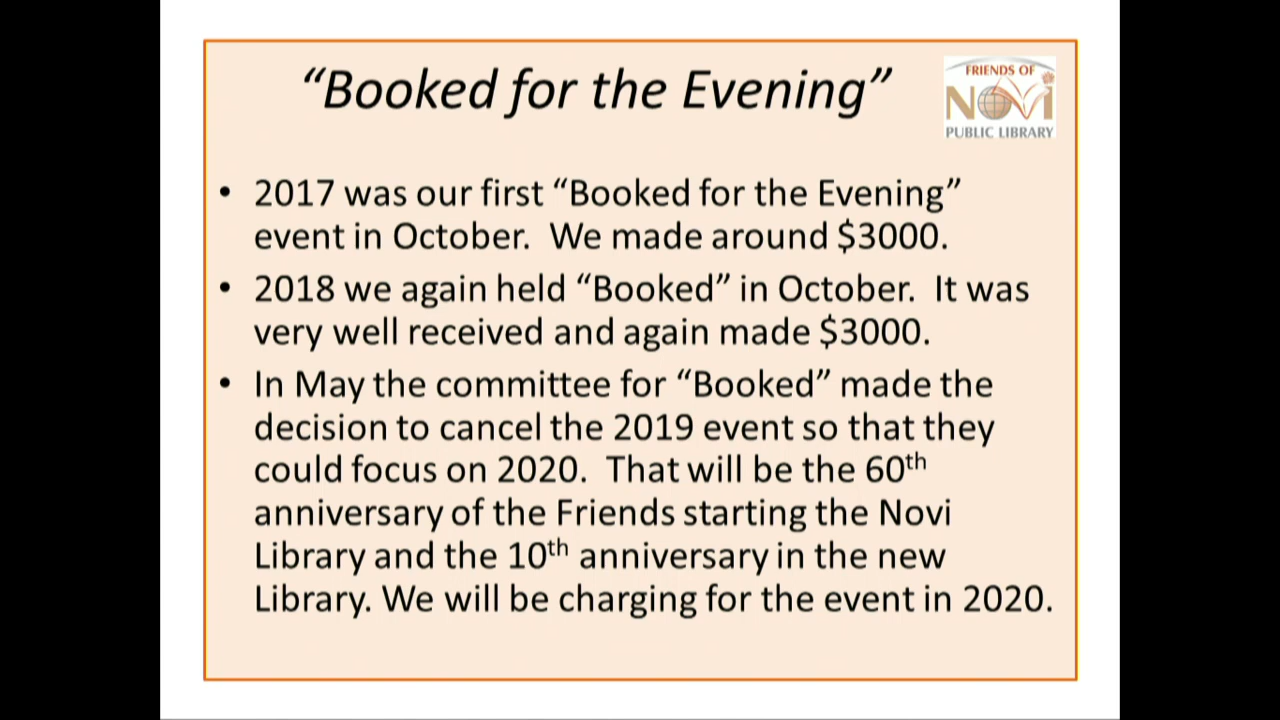 “Booked for the Evening”
FRIENDS OF
NOVI
PUBLIC LIBRARY
• 2017 was our first “Booked for the Evening”
event in October.  We made around $3000.
• 2018 we again held “Booked” in October.  It was
very well received and again made $3000.
• In May the committee for “Booked” made the
decision to cancel the 2019 event so that they
could focus on 2020.  That will be the 60th
anniversary of the Friends starting the Novi
Library and the 10th anniversary in the new
Library. We will be charging for the event in 2020.